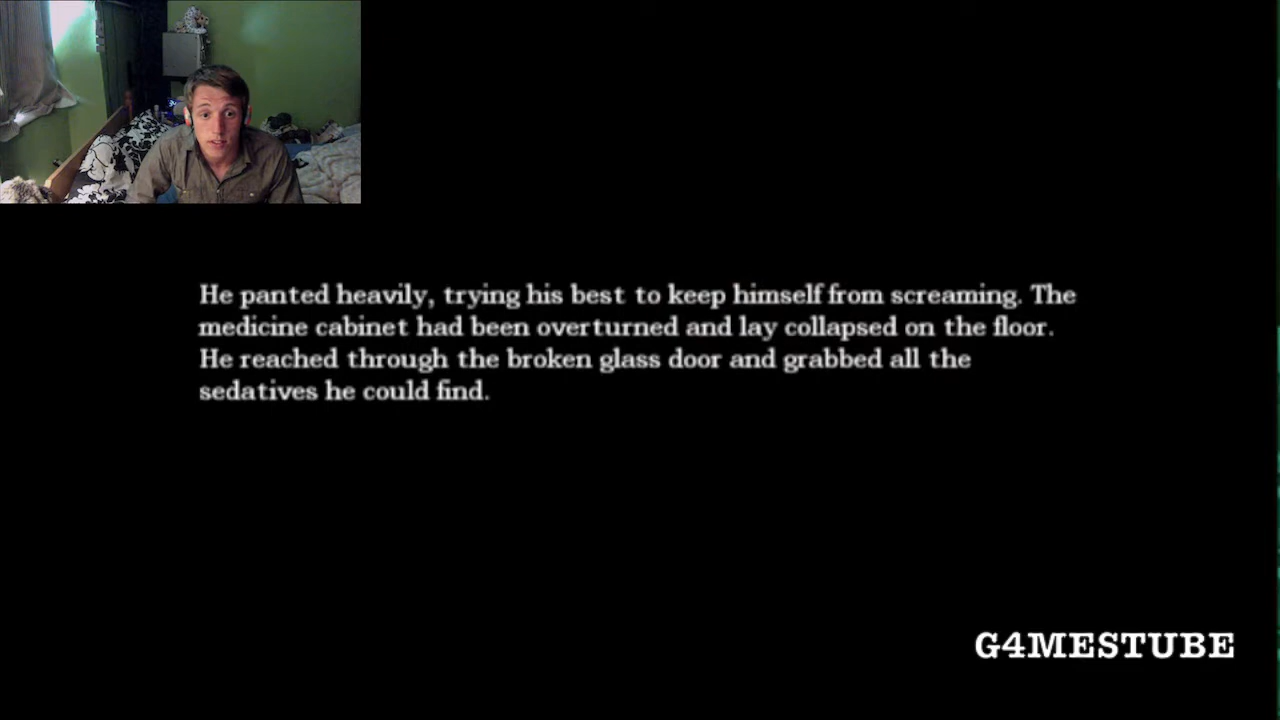 He panted heavily, trying his best to keep himself from screaming. The
medicine cabinet had been overturned and lay collapsed on the floor.
He reached through the broken glass door and grabbed all the
sedatives he could find.
G4MESTUBE